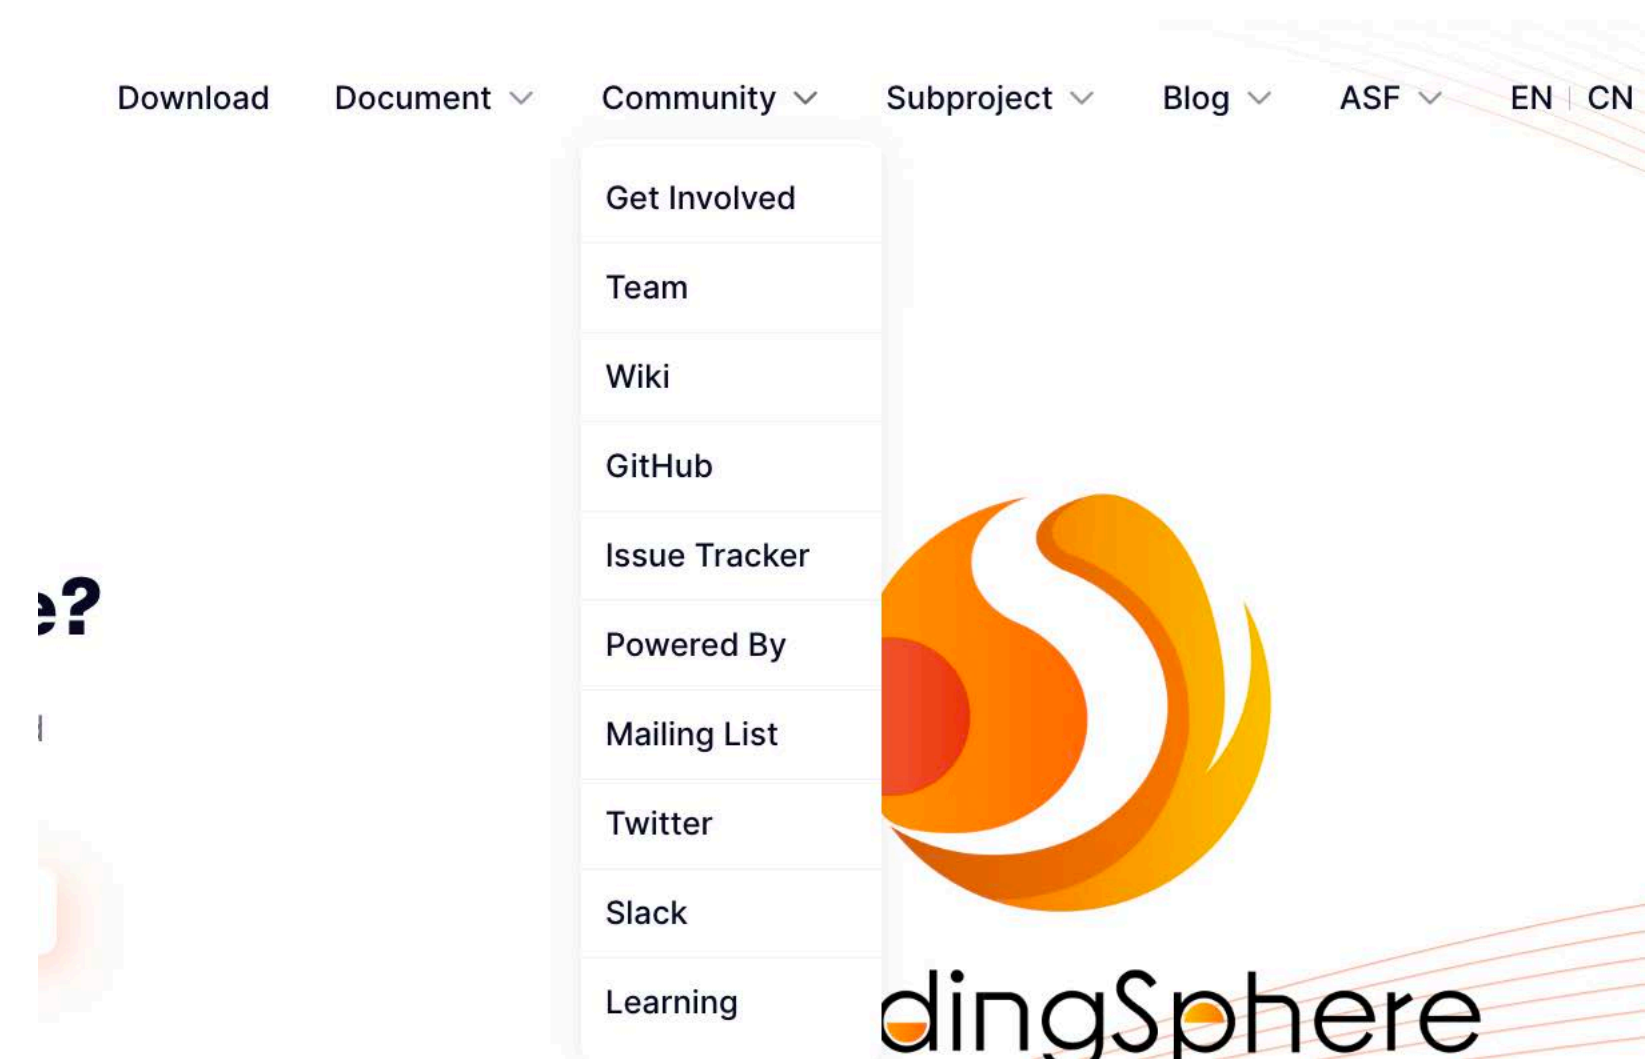 Download Document Community Subproject Blog ASF EN | CN
Get Involved
Team
Wiki
GitHub
Issue Tracker
e?
Powered By
Mailing List
Twitter
Slack
Learning
dingSphere